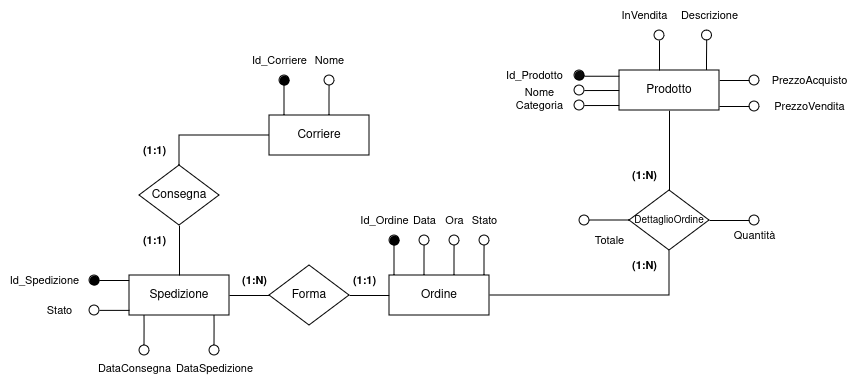 InVendita
Descrizione
Id_Corriere
Nome
Id_Prodotto
Prodotto
PrezzoAcquisto
Nome
Categoria
PrezzoVendita
Corriere
(1:1)
(1:N)
Consegna
Id_Ordine
Data
Ora
Stato
DettaglioOrdine
Totale
Quantità
(1:1)
(1:N)
Id_Spedizione
(1:N)
(1:1)
Spedizione
Forma
Ordine
Stato
DataConsegna
DataSpedizione